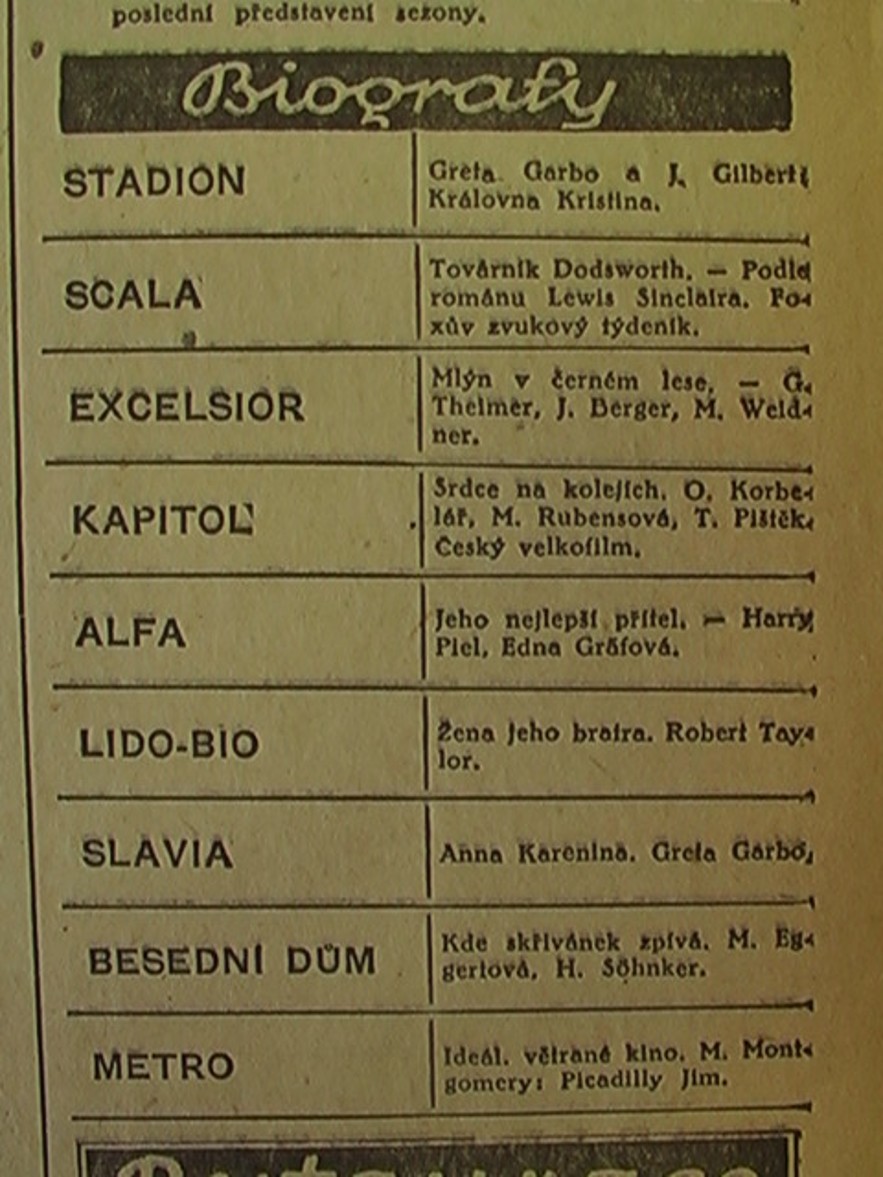 poslední představení sezony.
Biografy
STADION
Greta Garbo a J. Gilbert:
Královna Kristina.
SCALA
Továrník Dodsworth. — Podle
románu Lewis Sinclaira. Fo-
xův zvukový týdeník.
EXCELSIOR
Mlýn v černém lese. — G.
Theimer, J. Berger, M. Weid-
ner.
KAPITOL
Srdce na kolejích. O. Korbe-
lář, M. Rubensová, T. Pištěk.
Český velkofilm.
ALFA
Jeho nejlepší přítel. — Harry
Piel, Edna Gräfová.
LIDO-BIO
Žena jeho bratra. Robert Tay-
lor.
SLAVIA
Anna Karenina. Greta Garbo.
BESEDNÍ DŮM
Kde skřivánek zpívá. M. Eg-
gertová, H. Söhnker.
METRO
Ideál. větrané kino. M. Mont-
gomery: Picadilly Jim.